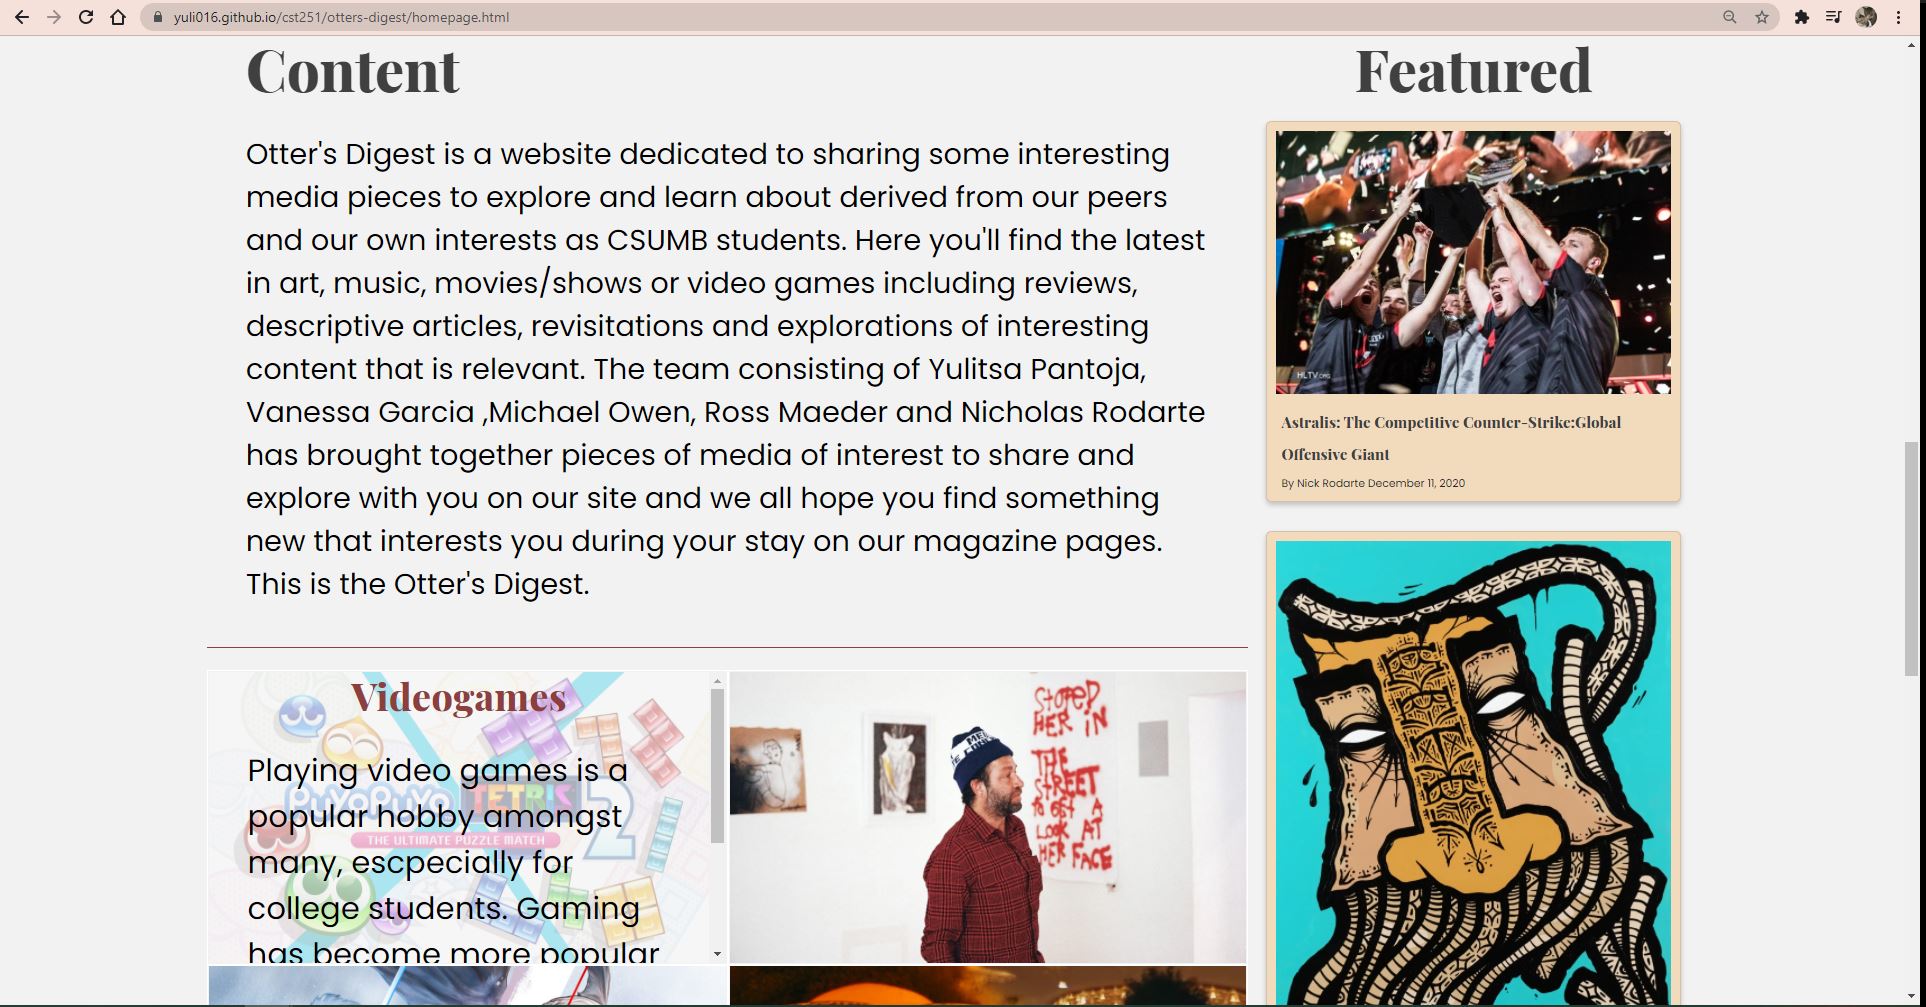 yuli016.github.io/cst251/otters-digest/homepage.html
Content
Otter's Digest is a website dedicated to sharing some interesting
media pieces to explore and learn about derived from our peers
and our own interests as CSUMB students. Here you'll find the latest
in art, music, movies/shows or video games including reviews,
descriptive articles, revisitations and explorations of interesting
content that is relevant. The team consisting of Yulitsa Pantoja,
Vanessa Garcia ,Michael Owen, Ross Maeder and Nicholas Rodarte
has brought together pieces of media of interest to share and
explore with you on our site and we all hope you find something
new that interests you during your stay on our magazine pages.
This is the Otter's Digest.
Videogames
Playing video games is a
popular hobby amongst
many, escpecially for
college students. Gaming
has become more popular
PUYOPUYO TETRIS 2
THE ULTIMATE PUZZLE MATCH
STOPED
HER IN
THE
STREET
to GET A
LOOK AT
HER FACE
Featured
HLTV.ORG
Astralis: The Competitive Counter-Strike:Global
Offensive Giant
By Nick Rodarte December 11, 2020